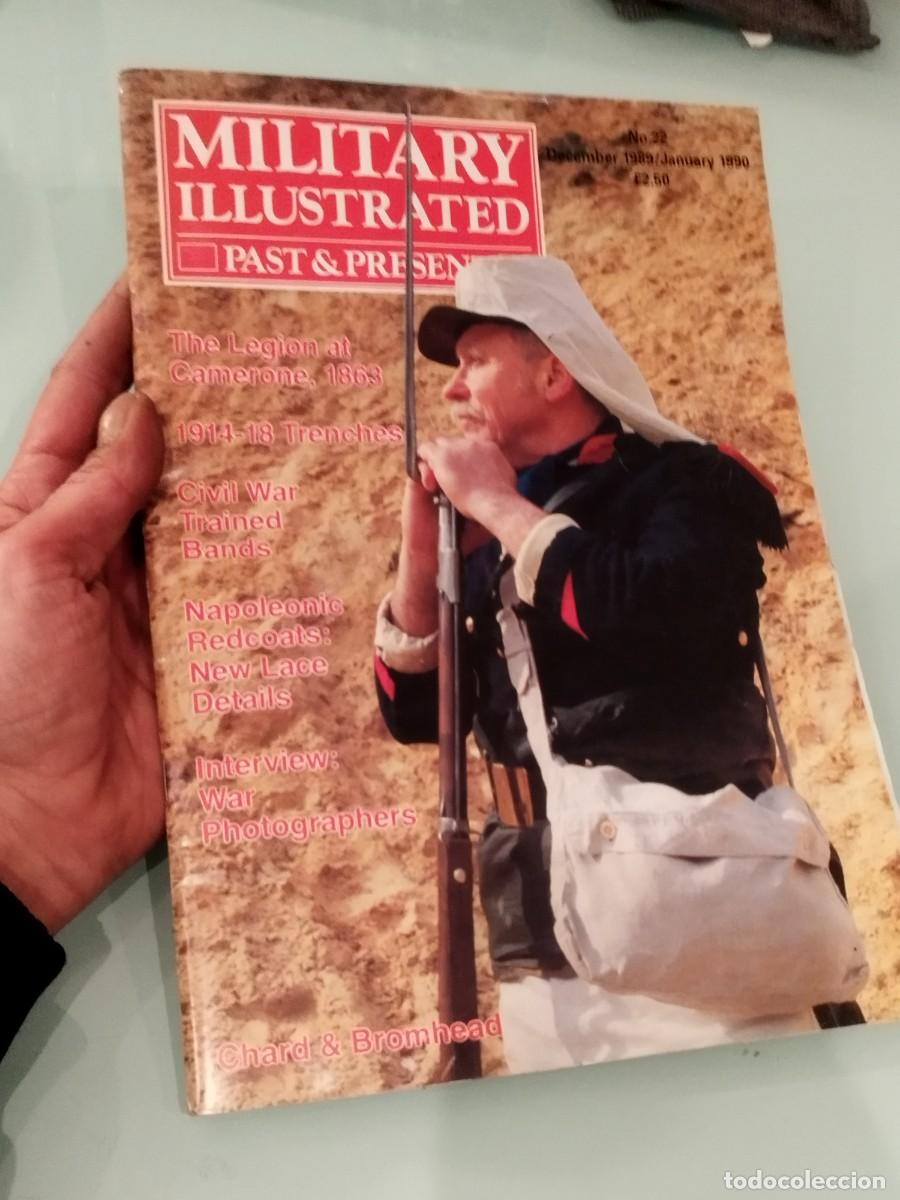 MILITARY
ILLUSTRATED
PAST & PRESEN
No.22
December 1989/January 1990
£2.50
The Legion at
Camerone, 1863
1914-18 Trenches
Civil War
Trained
Bands
Napoleonic
Redcoats:
New Lace
Details
Interview:
War
Photographers
Chard & Bromhead
todocoleccion